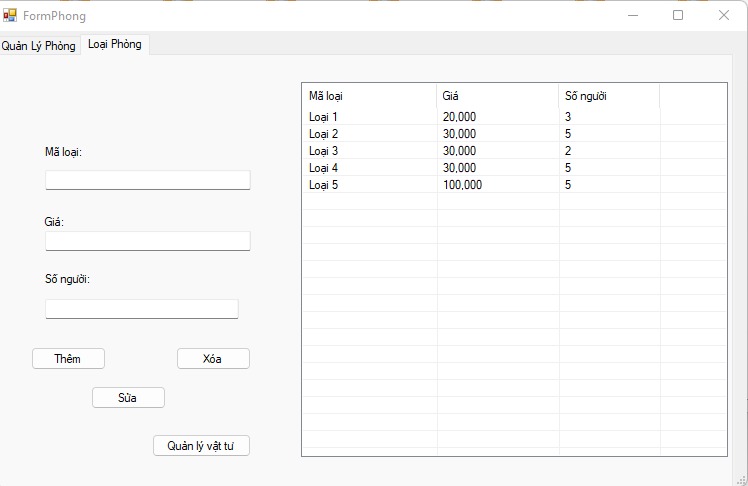 FormPhong
Quản Lý Phòng Loại Phòng
Mã loại:
Giá:
Số người:
Thêm Xóa
Sửa
Quản lý vật tư
Mã loại Giá Số người
Loại 1 20,000 3
Loại 2 30,000 5
Loại 3 30,000 2
Loại 4 30,000 5
Loại 5 100,000 5